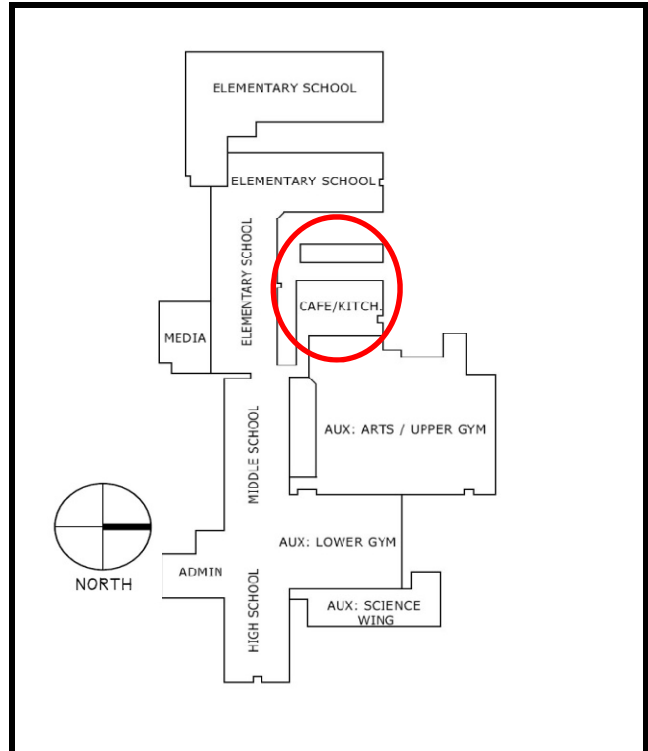 ELEMENTARY SCHOOL
ELEMENTARY SCHOOL
ELEMENTARY SCHOOL
CAFE/KITCH.
MEDIA
MIDDLE SCHOOL
AUX: ARTS / UPPER GYM
AUX: LOWER GYM
ADMIN
NORTH
HIGH SCHOOL
AUX: SCIENCE
WING